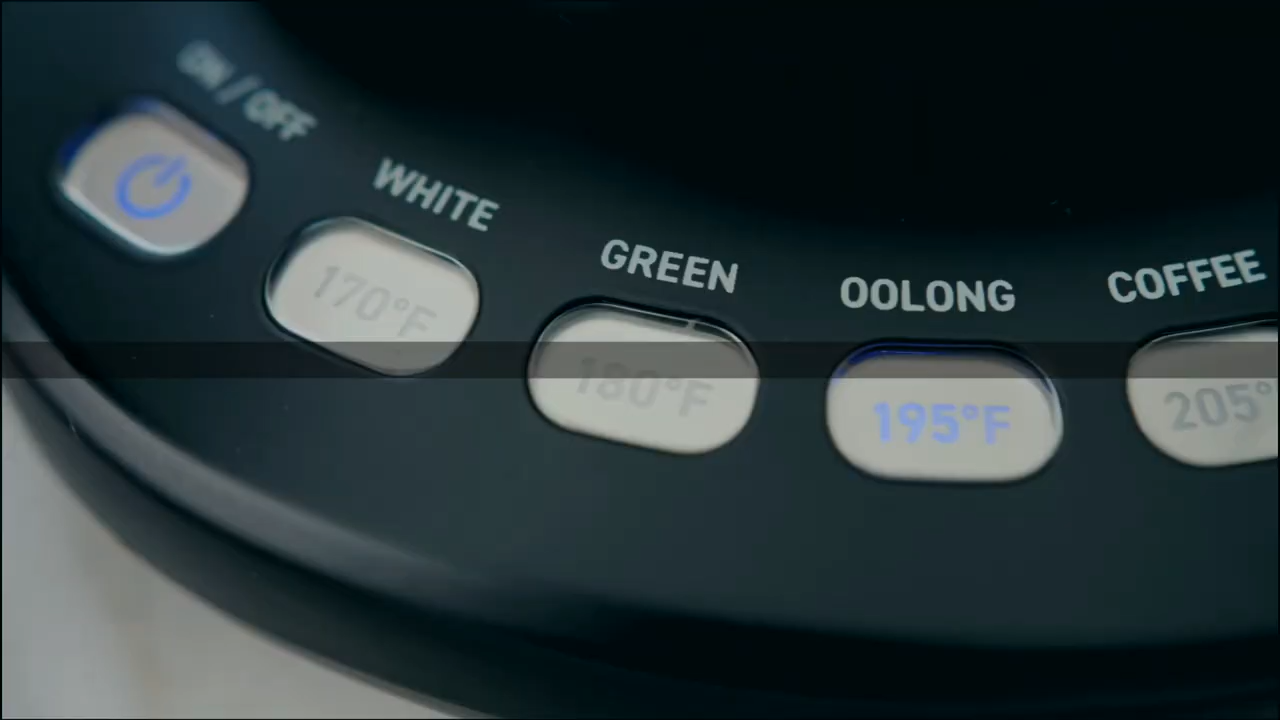 ON / OFF
WHITE
170°F
GREEN
180°F
OOLONG
195°F
COFFEE
205°